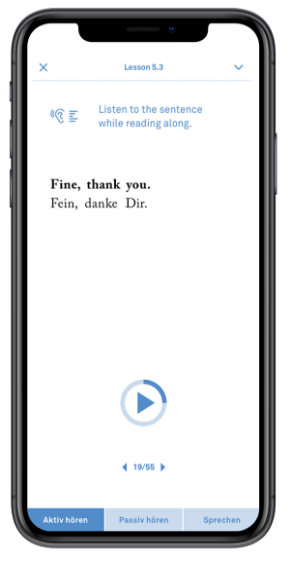 Lesson 5.3
Listen to the sentence
while reading along.
Fine, thank you.
Fein, danke Dir.
19/55
Aktiv hören Passiv hören Sprechen